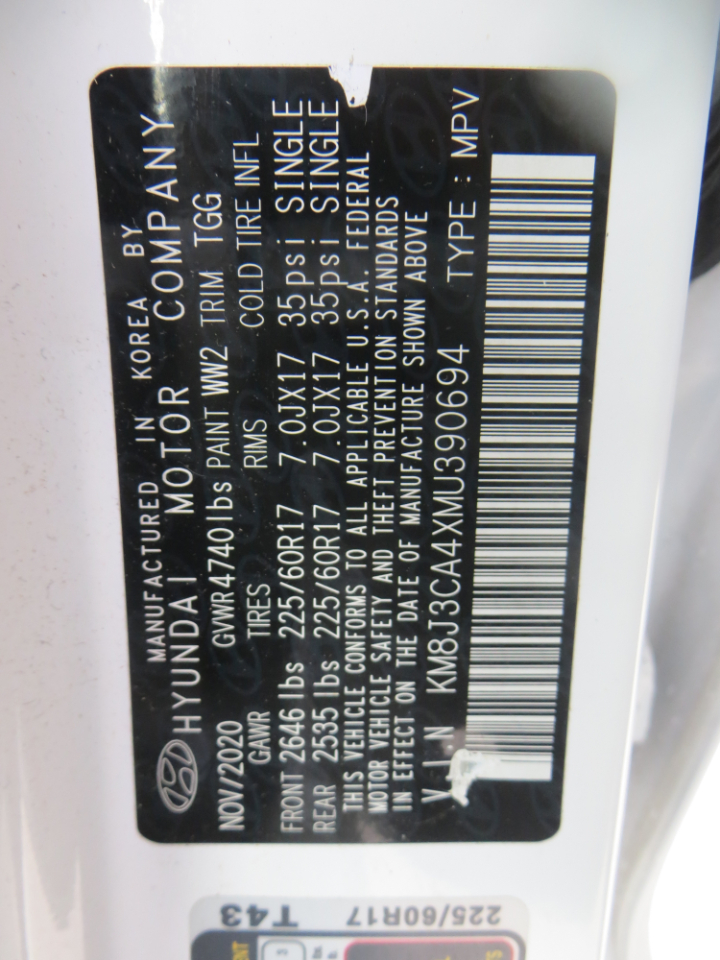 MANUFACTURED IN KOREA BY
HYUNDAI MOTOR COMPANY
NOV/2020 GVWR 4740 lbs PAINT WW2 TRIM TGG
GAWR TIRES RIMS COLD TIRE INFL
FRONT 2646 lbs 225/60R17 7.0JX17 35psi SINGLE
REAR 2535 lbs 225/60R17 7.0JX17 35psi SINGLE
THIS VEHICLE CONFORMS TO ALL APPLICABLE U.S.A. FEDERAL
MOTOR VEHICLE SAFETY AND THEFT PREVENTION STANDARDS
IN EFFECT ON THE DATE OF MANUFACTURE SHOWN ABOVE
V.I.N KM8J3CA4XMU390694 TYPE : MPV
225/60R17 T43